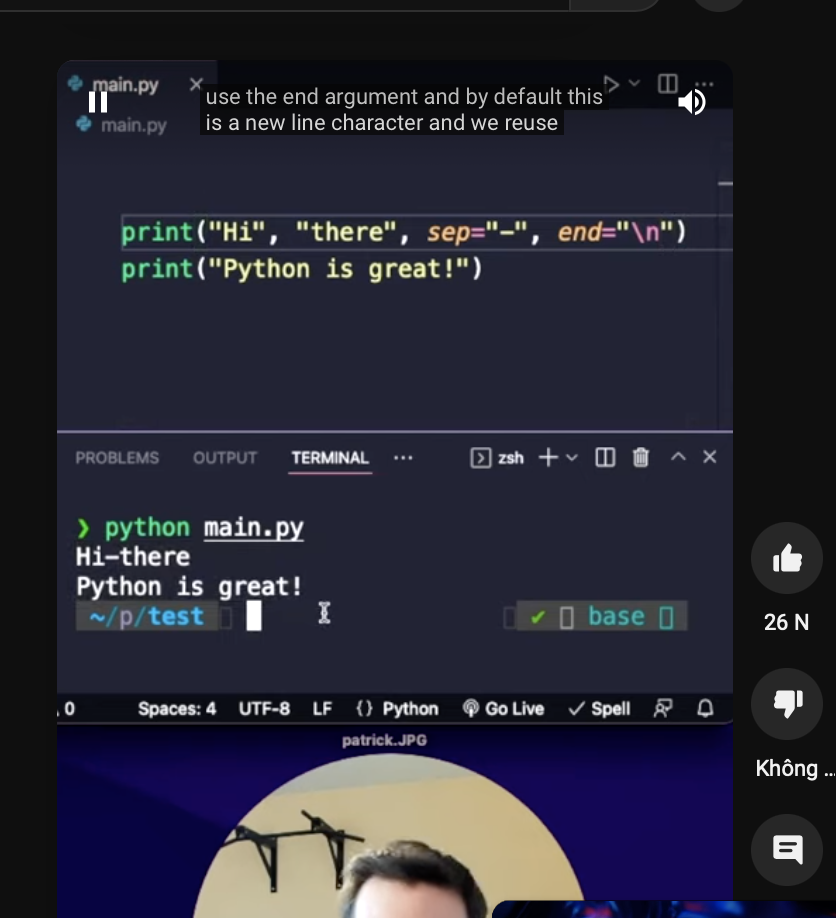 main.py
use the end argument and by default this
is a new line character and we reuse
main.py
print("Hi", "there", sep="-", end="\n")
print("Python is great!")
PROBLEMS OUTPUT TERMINAL ...
zsh
❯ python main.py
Hi-there
Python is great!
~/p/test
✔ base
0 Spaces: 4 UTF-8 LF {} Python Go Live ✓ Spell
patrick.JPG
26 N
Không ...